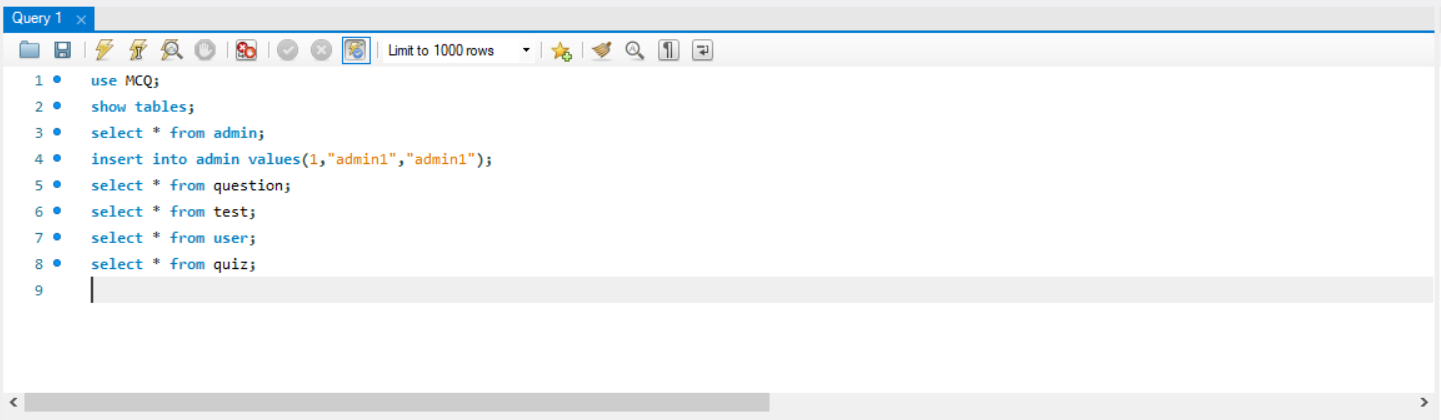 Query 1
Limit to 1000 rows
1 use MCQ;
2 show tables;
3 select * from admin;
4 insert into admin values(1,"admin1","admin1");
5 select * from question;
6 select * from test;
7 select * from user;
8 select * from quiz;
9